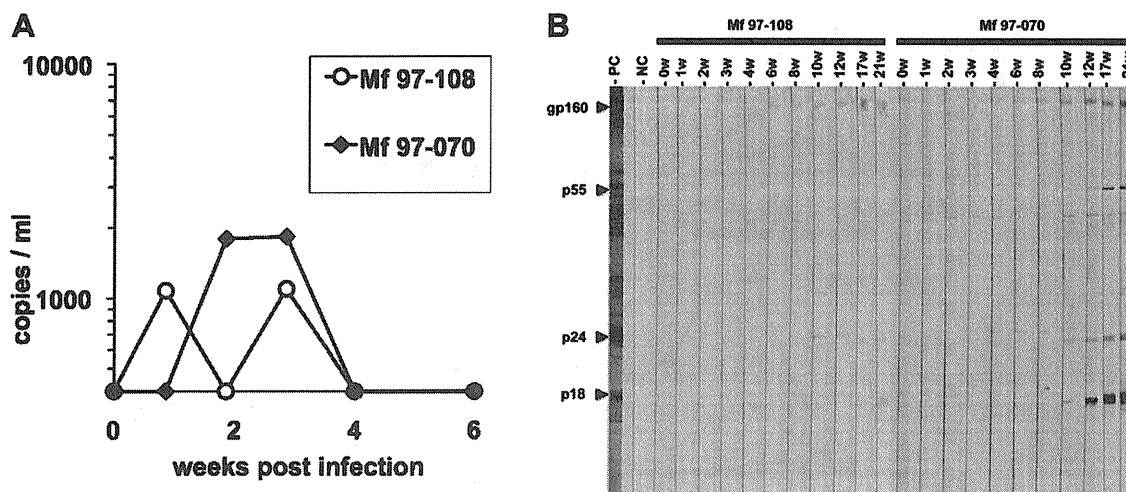 A
10000
1000
copies / ml
0 2 4 6
weeks post infection
Mf 97-108
Mf 97-070
B
Mf 97-108 Mf 97-070
- PC - NC - 0w - 1w - 2w - 3w - 4w - 6w - 8w - 10w - 12w - 17w - 21w - 0w - 1w - 2w - 3w - 4w - 6w - 8w - 10w - 12w - 17w - 21w
gp160
p55
p24
p18